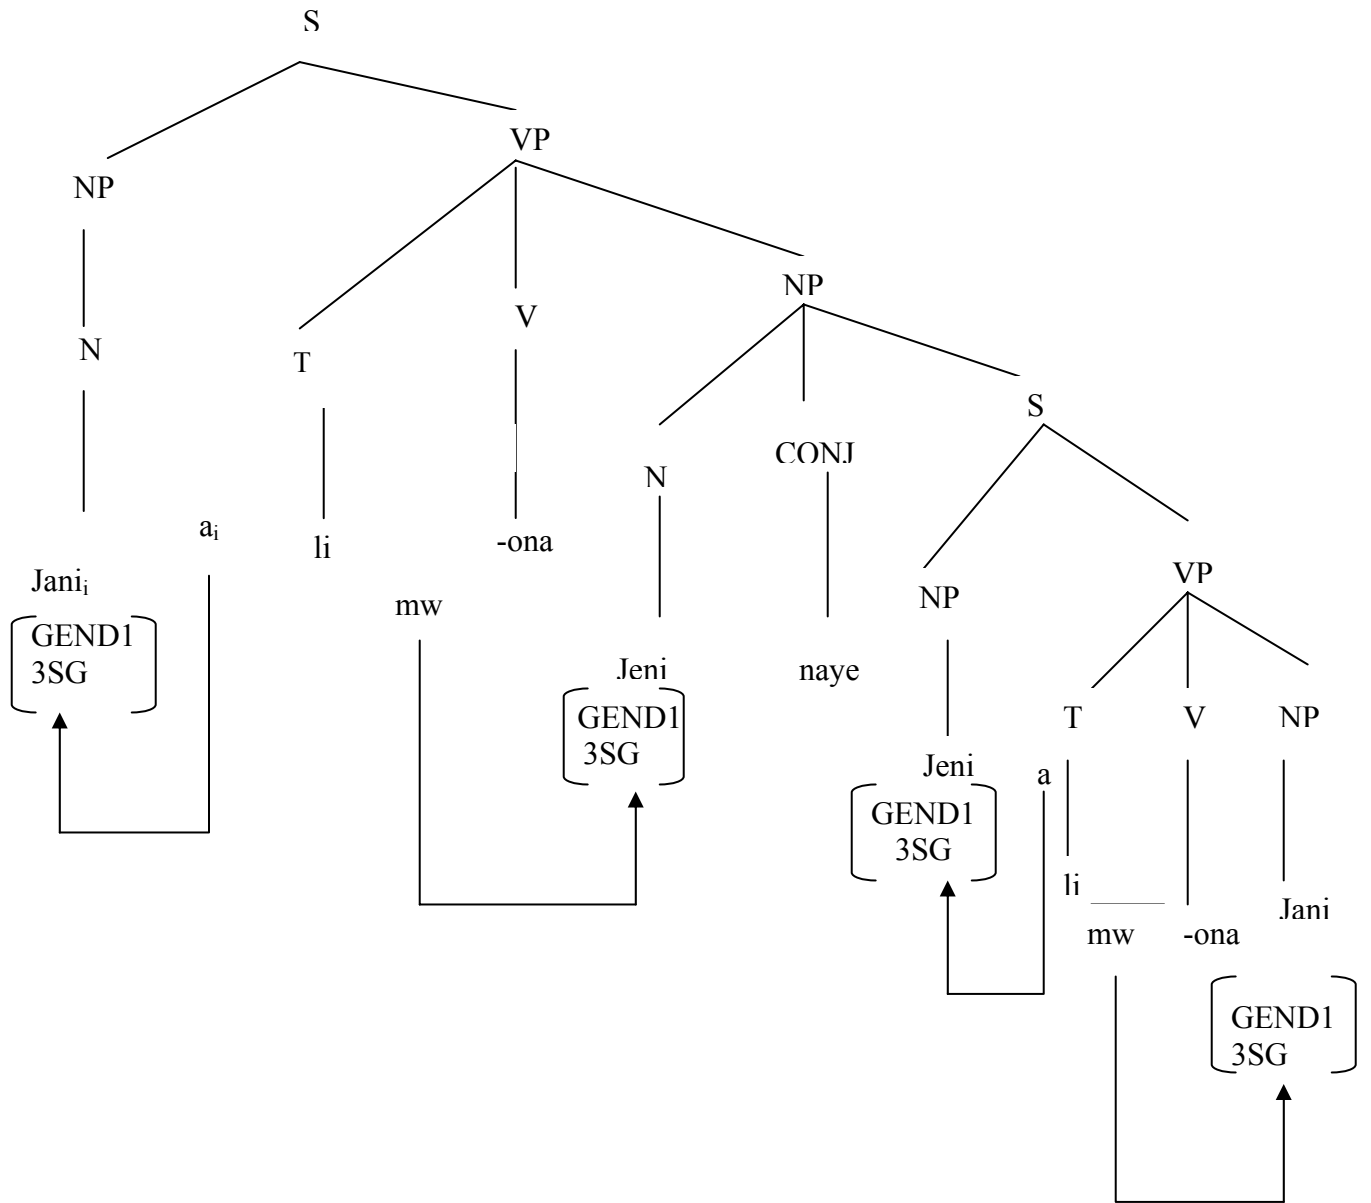 S
VP
NP
NP
V
N
T
S
CONJ
N
aᵢ
li
-ona
Janiᵢ
mw
NP
VP
GEND1
3SG
Jeni
naye
GEND1
3SG
T
V
NP
Jeni
a
GEND1
3SG
li
Jani
mw
-ona
GEND1
3SG